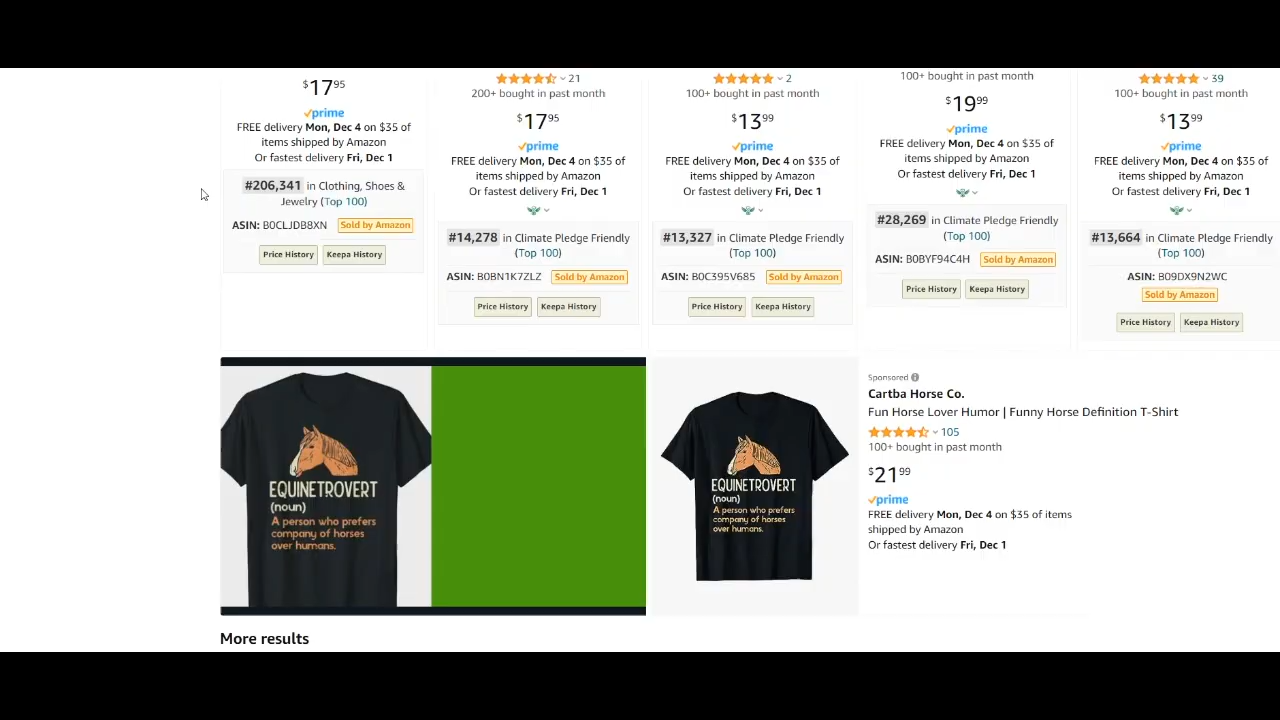 $17.95
prime
FREE delivery Mon, Dec 4 on $35 of
items shipped by Amazon
Or fastest delivery Fri, Dec 1
#206,341 in Clothing, Shoes &
Jewelry (Top 100)
ASIN: B0CLJDB8XN Sold by Amazon
Price History Keepa History
21
200+ bought in past month
$17.95
prime
FREE delivery Mon, Dec 4 on $35 of
items shipped by Amazon
Or fastest delivery Fri, Dec 1
#14,278 in Climate Pledge Friendly
(Top 100)
ASIN: B0BN1K7ZLZ Sold by Amazon
Price History Keepa History
2
100+ bought in past month
$13.99
prime
FREE delivery Mon, Dec 4 on $35 of
items shipped by Amazon
Or fastest delivery Fri, Dec 1
#13,327 in Climate Pledge Friendly
(Top 100)
ASIN: B0C395V685 Sold by Amazon
Price History Keepa History
100+ bought in past month
$19.99
prime
FREE delivery Mon, Dec 4 on $35 of
items shipped by Amazon
Or fastest delivery Fri, Dec 1
#28,269 in Climate Pledge Friendly
(Top 100)
ASIN: B0BYF94C4H Sold by Amazon
Price History Keepa History
39
100+ bought in past month
$13.99
prime
FREE delivery Mon, Dec 4 on $35 of
items shipped by Amazon
Or fastest delivery Fri, Dec 1
#13,664 in Climate Pledge Friendly
(Top 100)
ASIN: B09DX9N2WC
Sold by Amazon
Price History Keepa History
EQUINETROVERT
(noun)
A person who prefers
company of horses
over humans.
EQUINETROVERT
(noun)
A person who prefers
company of horses
over humans.
Sponsored
Cartba Horse Co.
Fun Horse Lover Humor | Funny Horse Definition T-Shirt
105
100+ bought in past month
$21.99
prime
FREE delivery Mon, Dec 4 on $35 of items
shipped by Amazon
Or fastest delivery Fri, Dec 1
More results